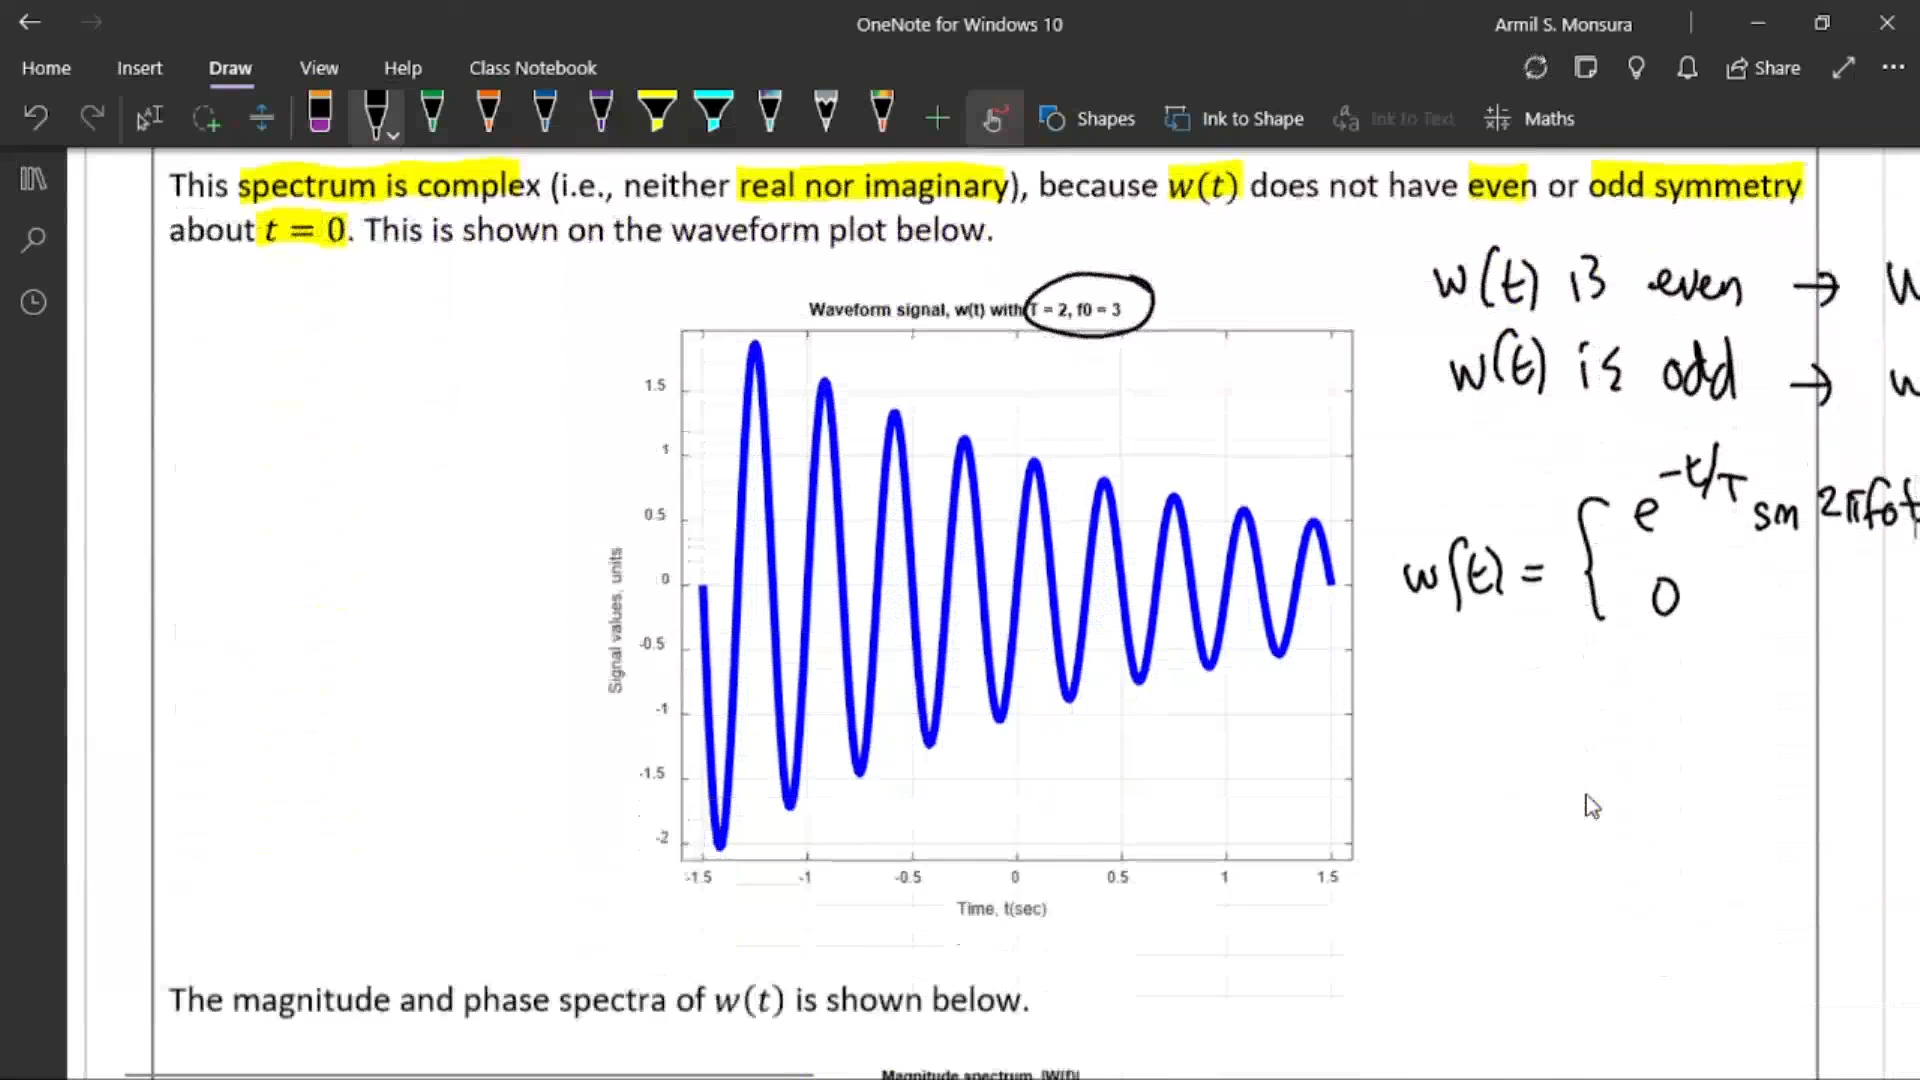 OneNote for Windows 10
Armil S. Monsura
Home Insert Draw View Help Class Notebook
Share
Shapes Ink to Shape Ink to Text Maths
This spectrum is complex (i.e., neither real nor imaginary), because w(t) does not have even or odd symmetry
about t = 0. This is shown on the waveform plot below.
w(t) is even → W
w(t) is odd → W
Waveform signal, w(t) with T = 2, f0 = 3
1.5
1
0.5
0
-0.5
-1
-1.5
-2
Signal values, units
-1.5 -1 -0.5 0 0.5 1 1.5
Time, t(sec)
w(t) = { e^-t/T sin 2πf0t
0
The magnitude and phase spectra of w(t) is shown below.
Magnitude spectrum, |W(f)|